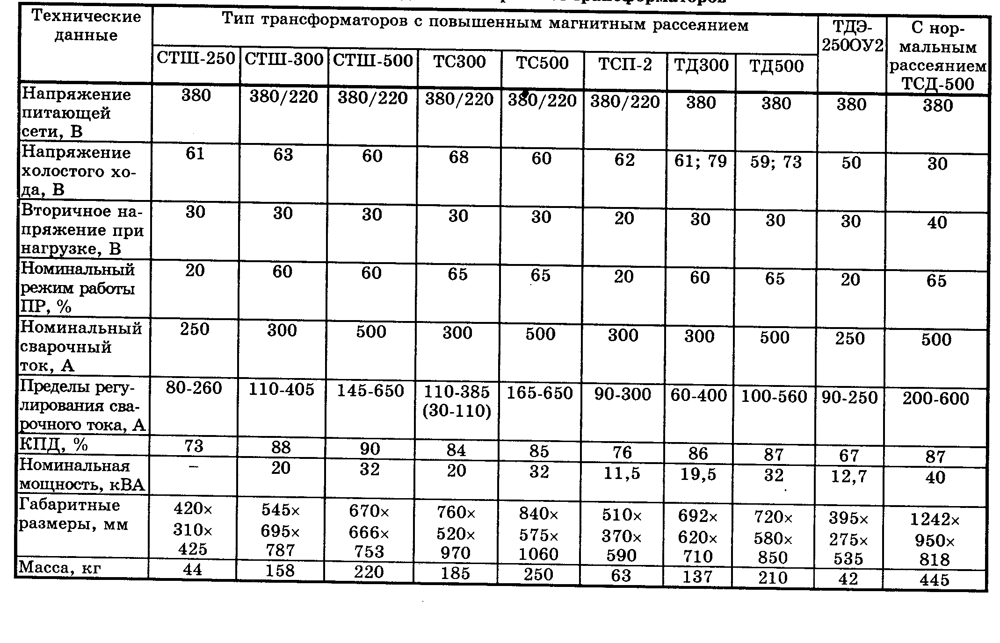 трансформаторов
Технические данные | Тип трансформаторов с повышенным магнитным рассеянием | ТДЭ-250ОУ2 | С нормальным рассеянием ТСД-500
СТШ-250 | СТШ-300 | СТШ-500 | ТС300 | ТС500 | ТСП-2 | ТД300 | ТД500
Напряжение
питающей
сети, В
380 380/220 380/220 380/220 380/220 380/220 380 380 380 380
Напряжение
холостого хо-
да, В
61 63 60 68 60 62 61; 79 59; 73 50 30
Вторичное на-
пряжение при
нагрузке, В
30 30 30 30 30 20 30 30 30 40
Номинальный
режим работы
ПР, %
20 60 60 65 65 20 60 65 20 65
Номинальный
сварочный
ток, А
250 300 500 300 500 300 300 500 250 500
Пределы регу-
лирования сва-
рочного тока, А
80-260 110-405 145-650 110-385 165-650 90-300 60-400 100-560 90-250 200-600
(30-110)
КПД, % 73 88 90 84 85 76 86 87 67 87
Номинальная
мощность, кВА
– 20 32 20 32 11,5 19,5 32 12,7 40
Габаритные
размеры, мм
420× 545× 670× 760× 840× 510× 692× 720× 395× 1242×
310× 695× 666× 520× 575× 370× 620× 580× 275× 950×
425 787 753 970 1060 590 710 850 535 818
Масса, кг 44 158 220 185 250 63 137 210 42 445